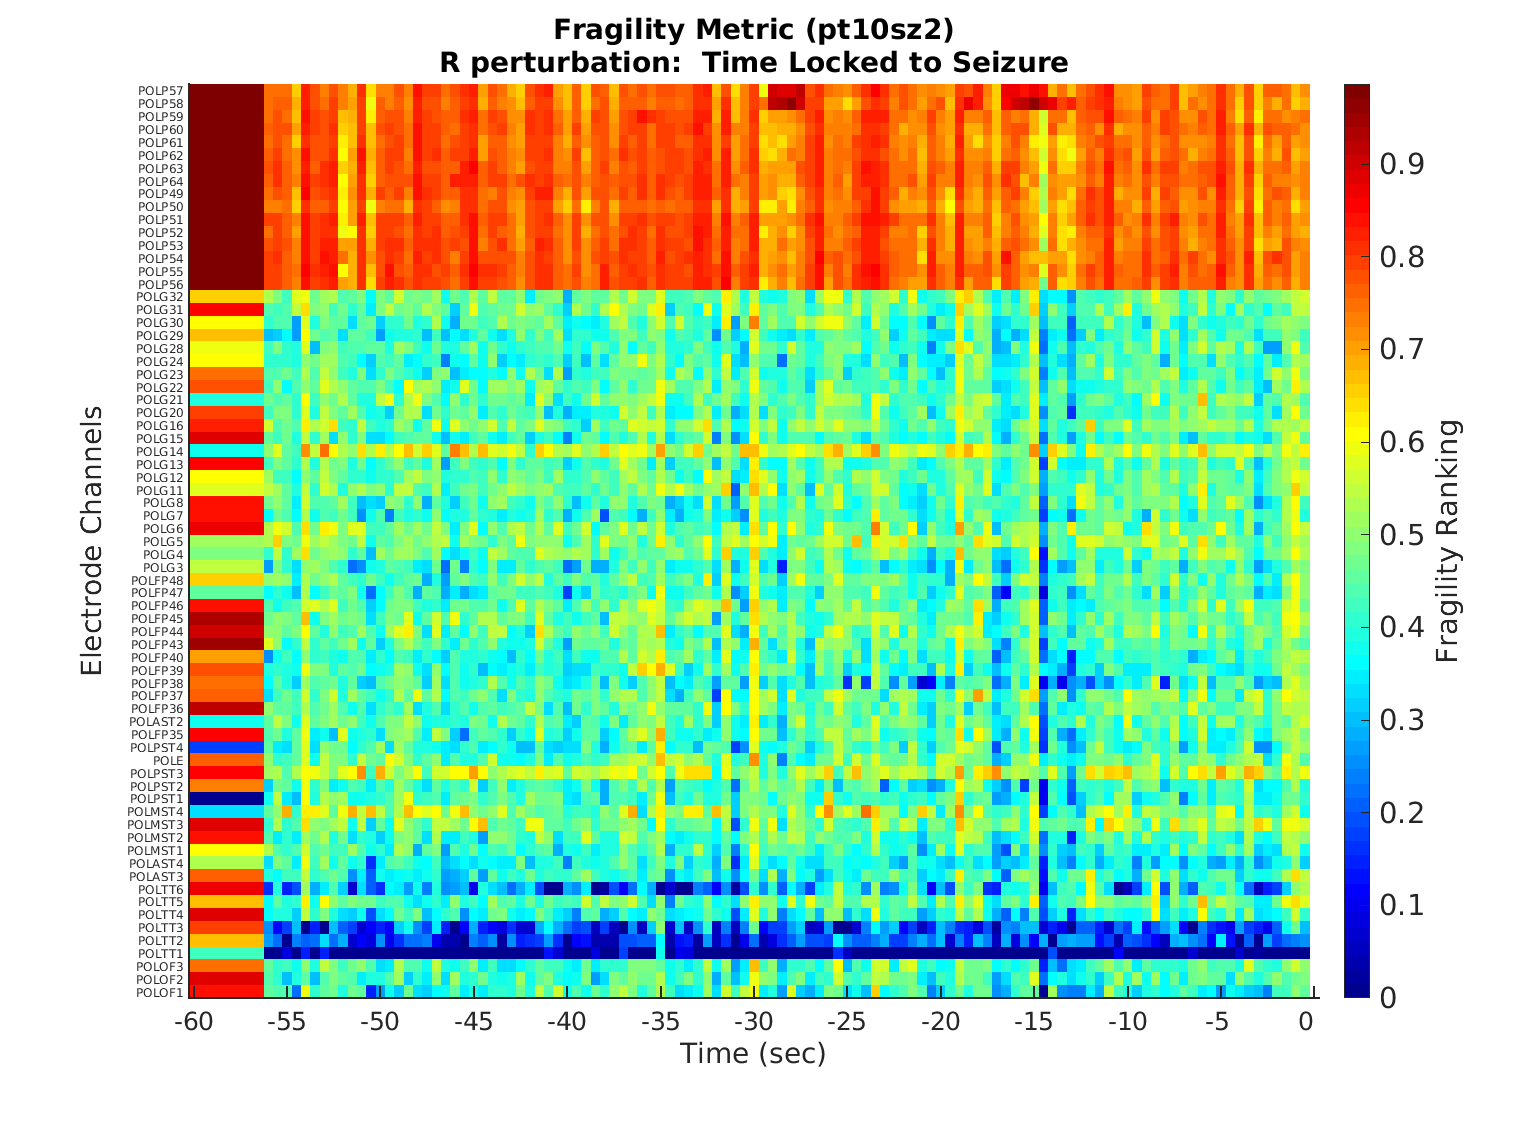 Fragility Metric (pt10sz2)
R perturbation:  Time Locked to Seizure
Electrode Channels
POLP57
POLP58
POLP59
POLP60
POLP61
POLP62
POLP63
POLP64
POLP49
POLP50
POLP51
POLP52
POLP53
POLP54
POLP55
POLP56
POLG32
POLG31
POLG30
POLG29
POLG28
POLG24
POLG23
POLG22
POLG21
POLG20
POLG16
POLG15
POLG14
POLG13
POLG12
POLG11
POLG8
POLG7
POLG6
POLG5
POLG4
POLG3
POLFP48
POLFP47
POLFP46
POLFP45
POLFP44
POLFP43
POLFP40
POLFP39
POLFP38
POLFP37
POLFP36
POLAST2
POLFP35
POLPST4
POLE
POLPST3
POLPST2
POLPST1
POLMST4
POLMST3
POLMST2
POLMST1
POLAST4
POLAST3
POLTT6
POLTT5
POLTT4
POLTT3
POLTT2
POLTT1
POLOF3
POLOF2
POLOF1
-60 -55 -50 -45 -40 -35 -30 -25 -20 -15 -10 -5 0
Time (sec)
0.9
0.8
0.7
0.6
0.5
0.4
0.3
0.2
0.1
0
Fragility Ranking